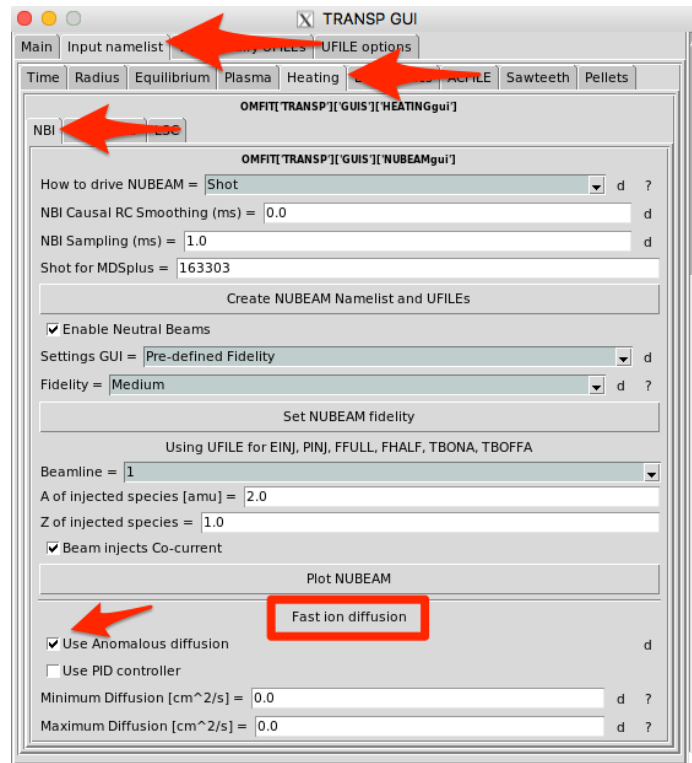 TRANSP GUI
Main Input namelist UFILE options
Time Radius Equilibrium Plasma Heating Sawteeth Pellets
OMFIT['TRANSP']['GUIS']['HEATINGgui']
NBI
OMFIT['TRANSP']['GUIS']['NUBEAMgui']
How to drive NUBEAM = Shot d ?
NBI Causal RC Smoothing (ms) = 0.0 d
NBI Sampling (ms) = 1.0 d
Shot for MDSplus = 163303
Create NUBEAM Namelist and UFILEs
Enable Neutral Beams
Settings GUI = Pre-defined Fidelity d
Fidelity = Medium d ?
Set NUBEAM fidelity
Using UFILE for EINJ, PINJ, FFULL, FHALF, TBONA, TBOFFA
Beamline = 1
A of injected species [amu] = 2.0
Z of injected species = 1.0
Beam injects Co-current
Plot NUBEAM
Fast ion diffusion
Use Anomalous diffusion d
Use PID controller
Minimum Diffusion [cm^2/s] = 0.0 d ?
Maximum Diffusion [cm^2/s] = 0.0 d ?